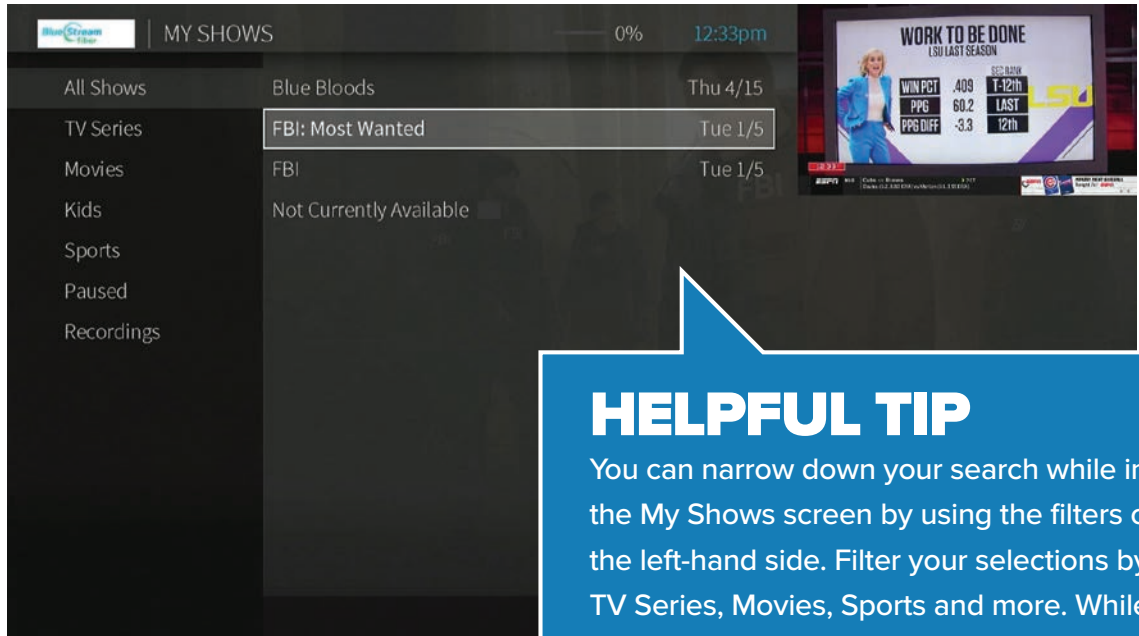 BlueStream Fiber
MY SHOWS
0%
12:33pm
All Shows
TV Series
Movies
Kids
Sports
Paused
Recordings
Blue Bloods Thu 4/15
FBI: Most Wanted Tue 1/5
FBI Tue 1/5
Not Currently Available
WORK TO BE DONE
LSU LAST SEASON
SEC RANK
WIN PCT .409 T-12th
PPG 60.2 LAST
PPG DIFF -3.3 12th
LSU
ESPN
FBI
HELPFUL TIP
You can narrow down your search while
the My Shows screen by using the filters
the left-hand side. Filter your selections by
TV Series, Movies, Sports and more. While